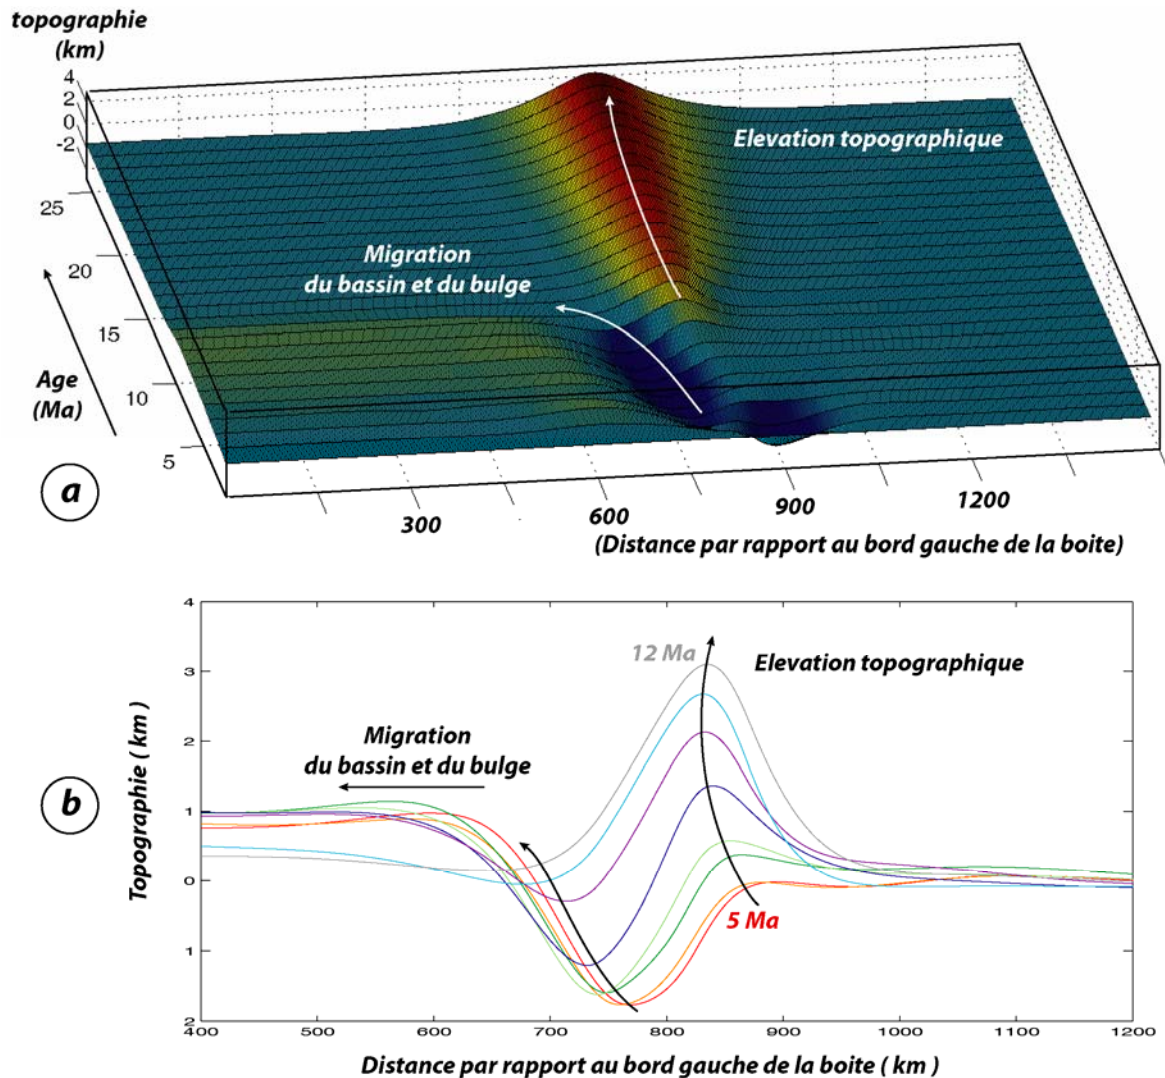 topographie
(km)
4
2
0
-2
Elevation topographique
25
Migration
du bassin et du bulge
20
15
Age
(Ma)
10
5
a
300
600
900
1200
(Distance par rapport au bord gauche de la boite)
4
12 Ma
Elevation topographique
3
Migration
du bassin et du bulge
2
b
Topographie ( km )
1
0
5 Ma
1
2
400
500
600
700
800
900
1000
1100
1200
Distance par rapport au bord gauche de la boite ( km )